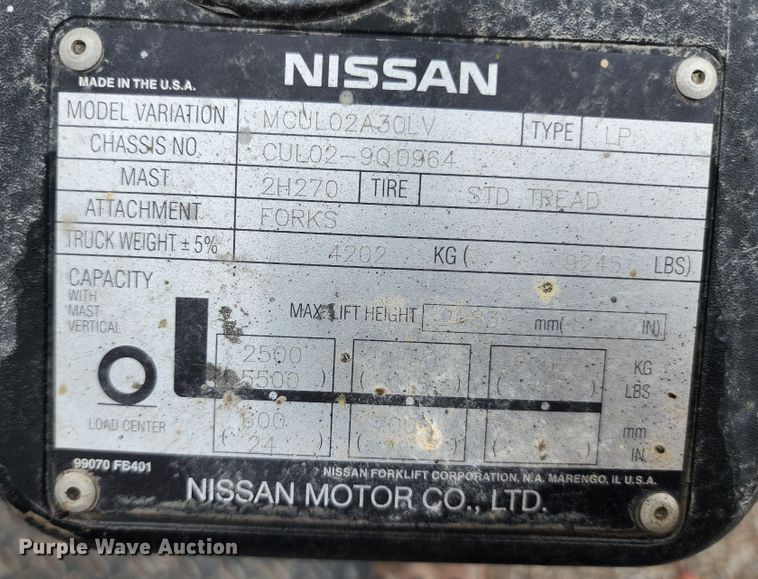 MADE IN THE U.S.A. NISSAN
MODEL VARIATION MCUL02A30LV TYPE LP
CHASSIS NO. CUL02-9Q0964
MAST 2H270 TIRE STD TREAD
ATTACHMENT FORKS
TRUCK WEIGHT ± 5% 4202 KG ( 9245 LBS)
CAPACITY
WITH
MAST
VERTICAL
MAX. LIFT HEIGHT mm( IN)
2500 KG
( 5500 ) ( ) ( ) LBS
LOAD CENTER 600 mm
( 24 ) ( ) ( ) IN.
99070 FB401 NISSAN FORKLIFT CORPORATION, N.A. MARENGO, IL U.S.A.
NISSAN MOTOR CO., LTD.
Purple Wave Auction